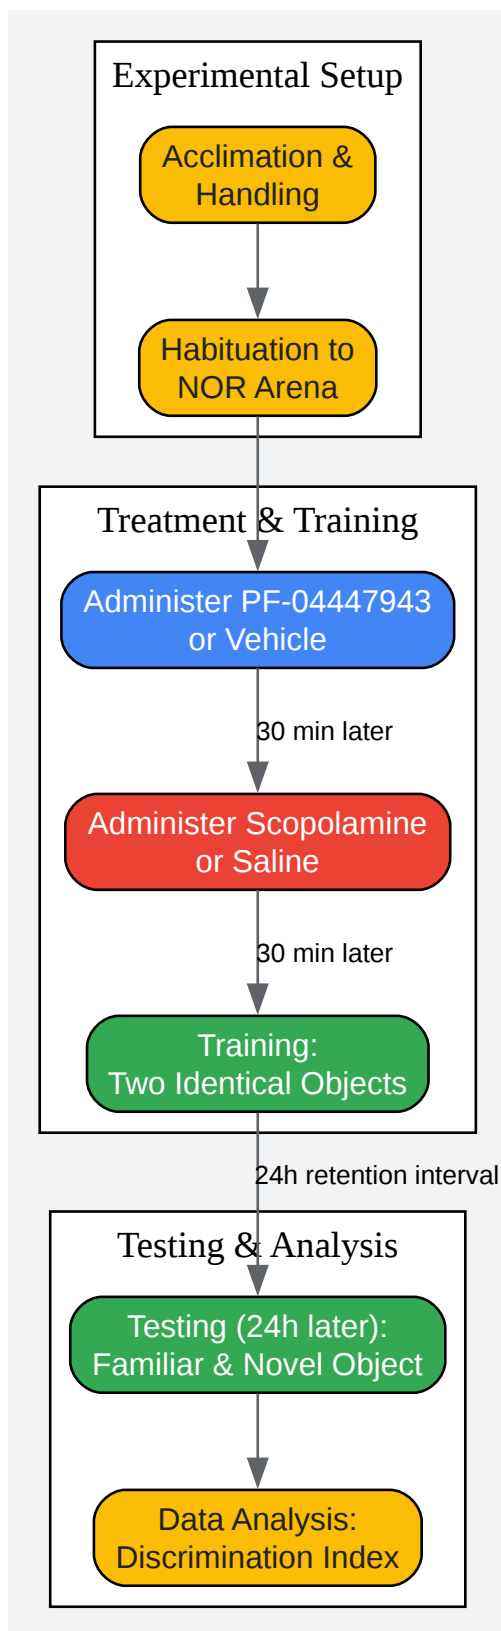 Experimental Setup
Acclimation &
Handling
Habituation to
NOR Arena
Treatment & Training
Administer PF-04447943
or Vehicle
30 min later
Administer Scopolamine
or Saline
30 min later
Training:
Two Identical Objects
24h retention interval
Testing & Analysis
Testing (24h later):
Familiar & Novel Object
Data Analysis:
Discrimination Index